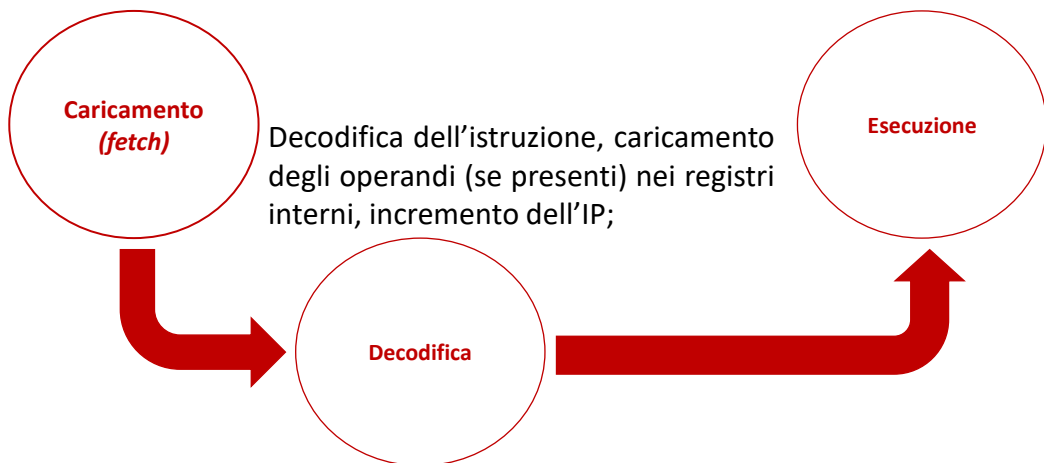 Caricamento
(fetch)
Decodifica dell’istruzione, caricamento
degli operandi (se presenti) nei registri
interni, incremento dell’IP;
Esecuzione
Decodifica